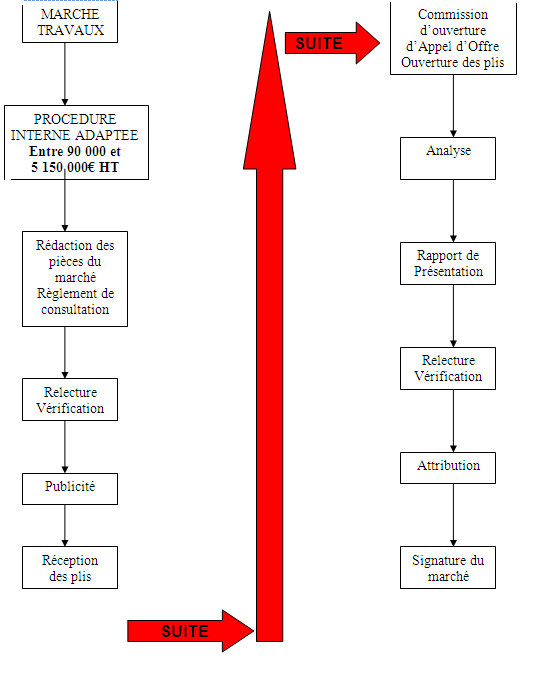 MARCHE
TRAVAUX
PROCEDURE
INTERNE ADAPTEE
Entre 90 000 et
5 150 000€ HT
Rédaction des
pièces du
marché
Règlement de
consultation
Relecture
Vérification
Publicité
Réception
des plis
SUITE
SUITE
Commission
d’ouverture
d’Appel d’Offre
Ouverture des plis
Analyse
Rapport de
Présentation
Relecture
Vérification
Attribution
Signature du
marché